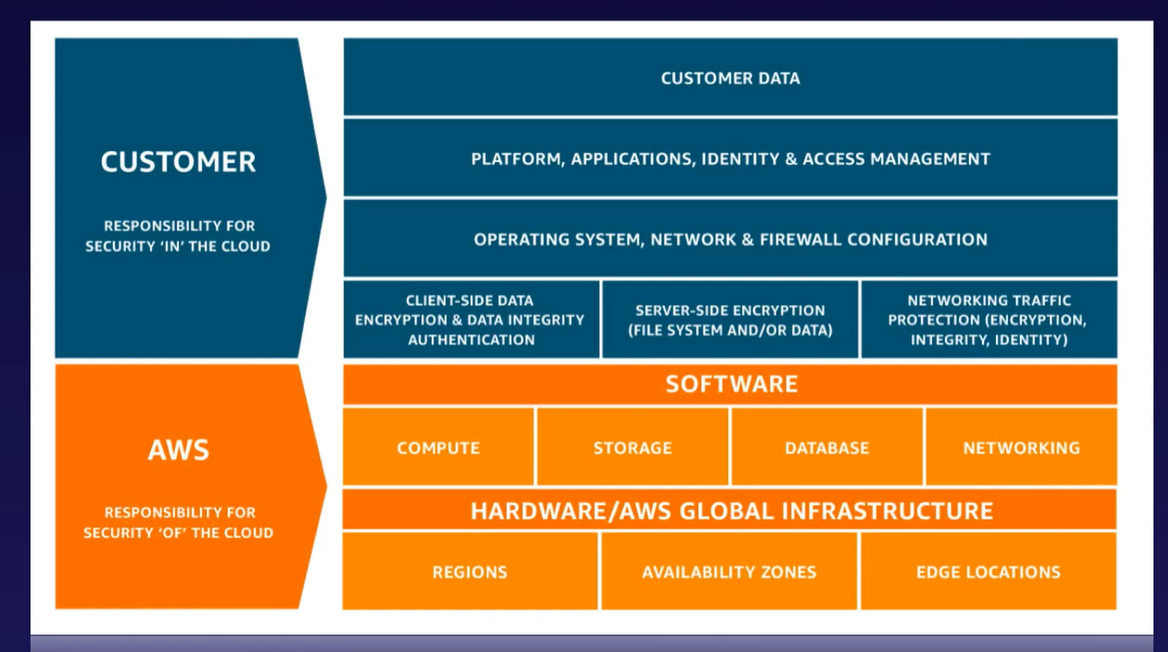 CUSTOMER
RESPONSIBILITY FOR
SECURITY ‘IN’ THE CLOUD
CUSTOMER DATA
PLATFORM, APPLICATIONS, IDENTITY & ACCESS MANAGEMENT
OPERATING SYSTEM, NETWORK & FIREWALL CONFIGURATION
CLIENT-SIDE DATA
ENCRYPTION & DATA INTEGRITY
AUTHENTICATION
SERVER-SIDE ENCRYPTION
(FILE SYSTEM AND/OR DATA)
NETWORKING TRAFFIC
PROTECTION (ENCRYPTION,
INTEGRITY, IDENTITY)
AWS
RESPONSIBILITY FOR
SECURITY ‘OF’ THE CLOUD
SOFTWARE
COMPUTE
STORAGE
DATABASE
NETWORKING
HARDWARE/AWS GLOBAL INFRASTRUCTURE
REGIONS
AVAILABILITY ZONES
EDGE LOCATIONS